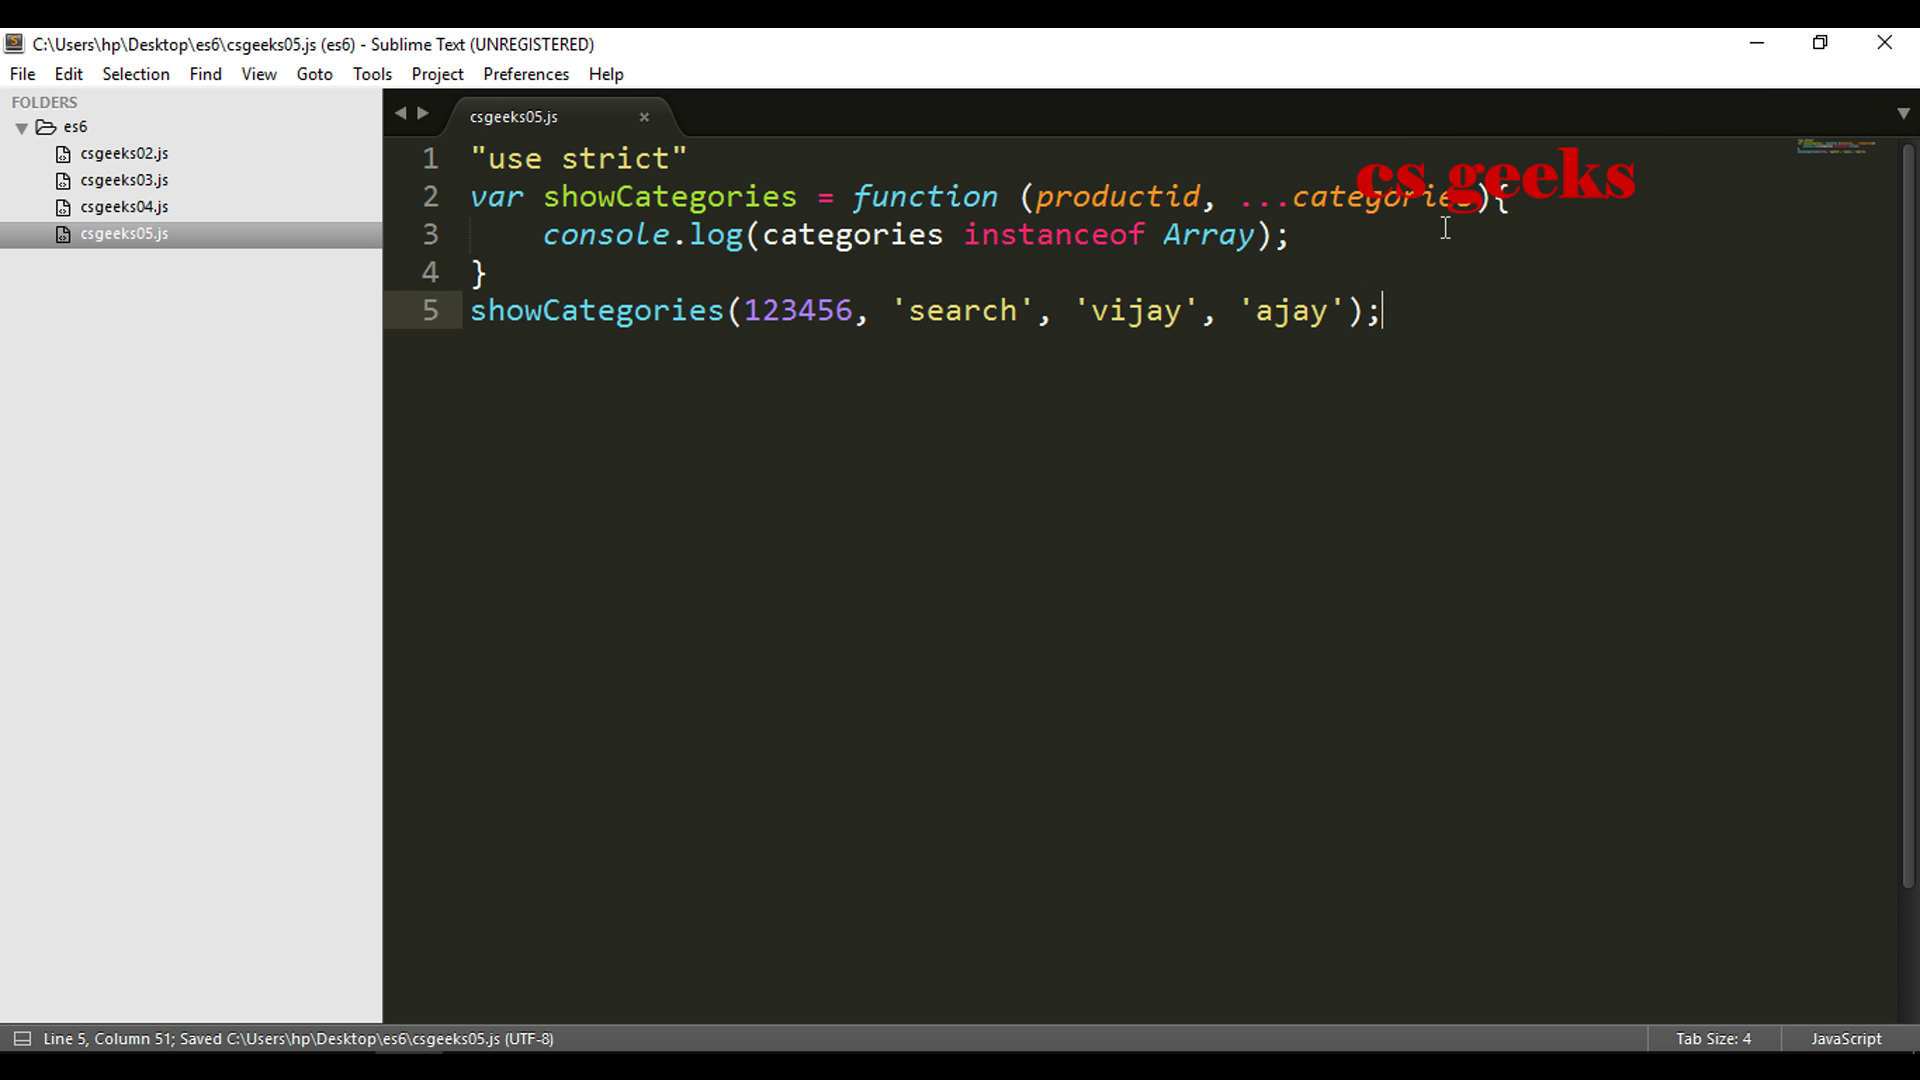 C:\Users\hp\Desktop\es6\csgeeks05.js (es6) - Sublime Text (UNREGISTERED)
File Edit Selection Find View Goto Tools Project Preferences Help
FOLDERS
es6
csgeeks02.js
csgeeks03.js
csgeeks04.js
csgeeks05.js
csgeeks05.js
cs geeks
1 "use strict"
2 var showCategories = function (productid, ...categories){
3 console.log(categories instanceof Array);
4 }
5 showCategories(123456, 'search', 'vijay', 'ajay');
Line 5, Column 51; Saved C:\Users\hp\Desktop\es6\csgeeks05.js (UTF-8)
Tab Size: 4
JavaScript